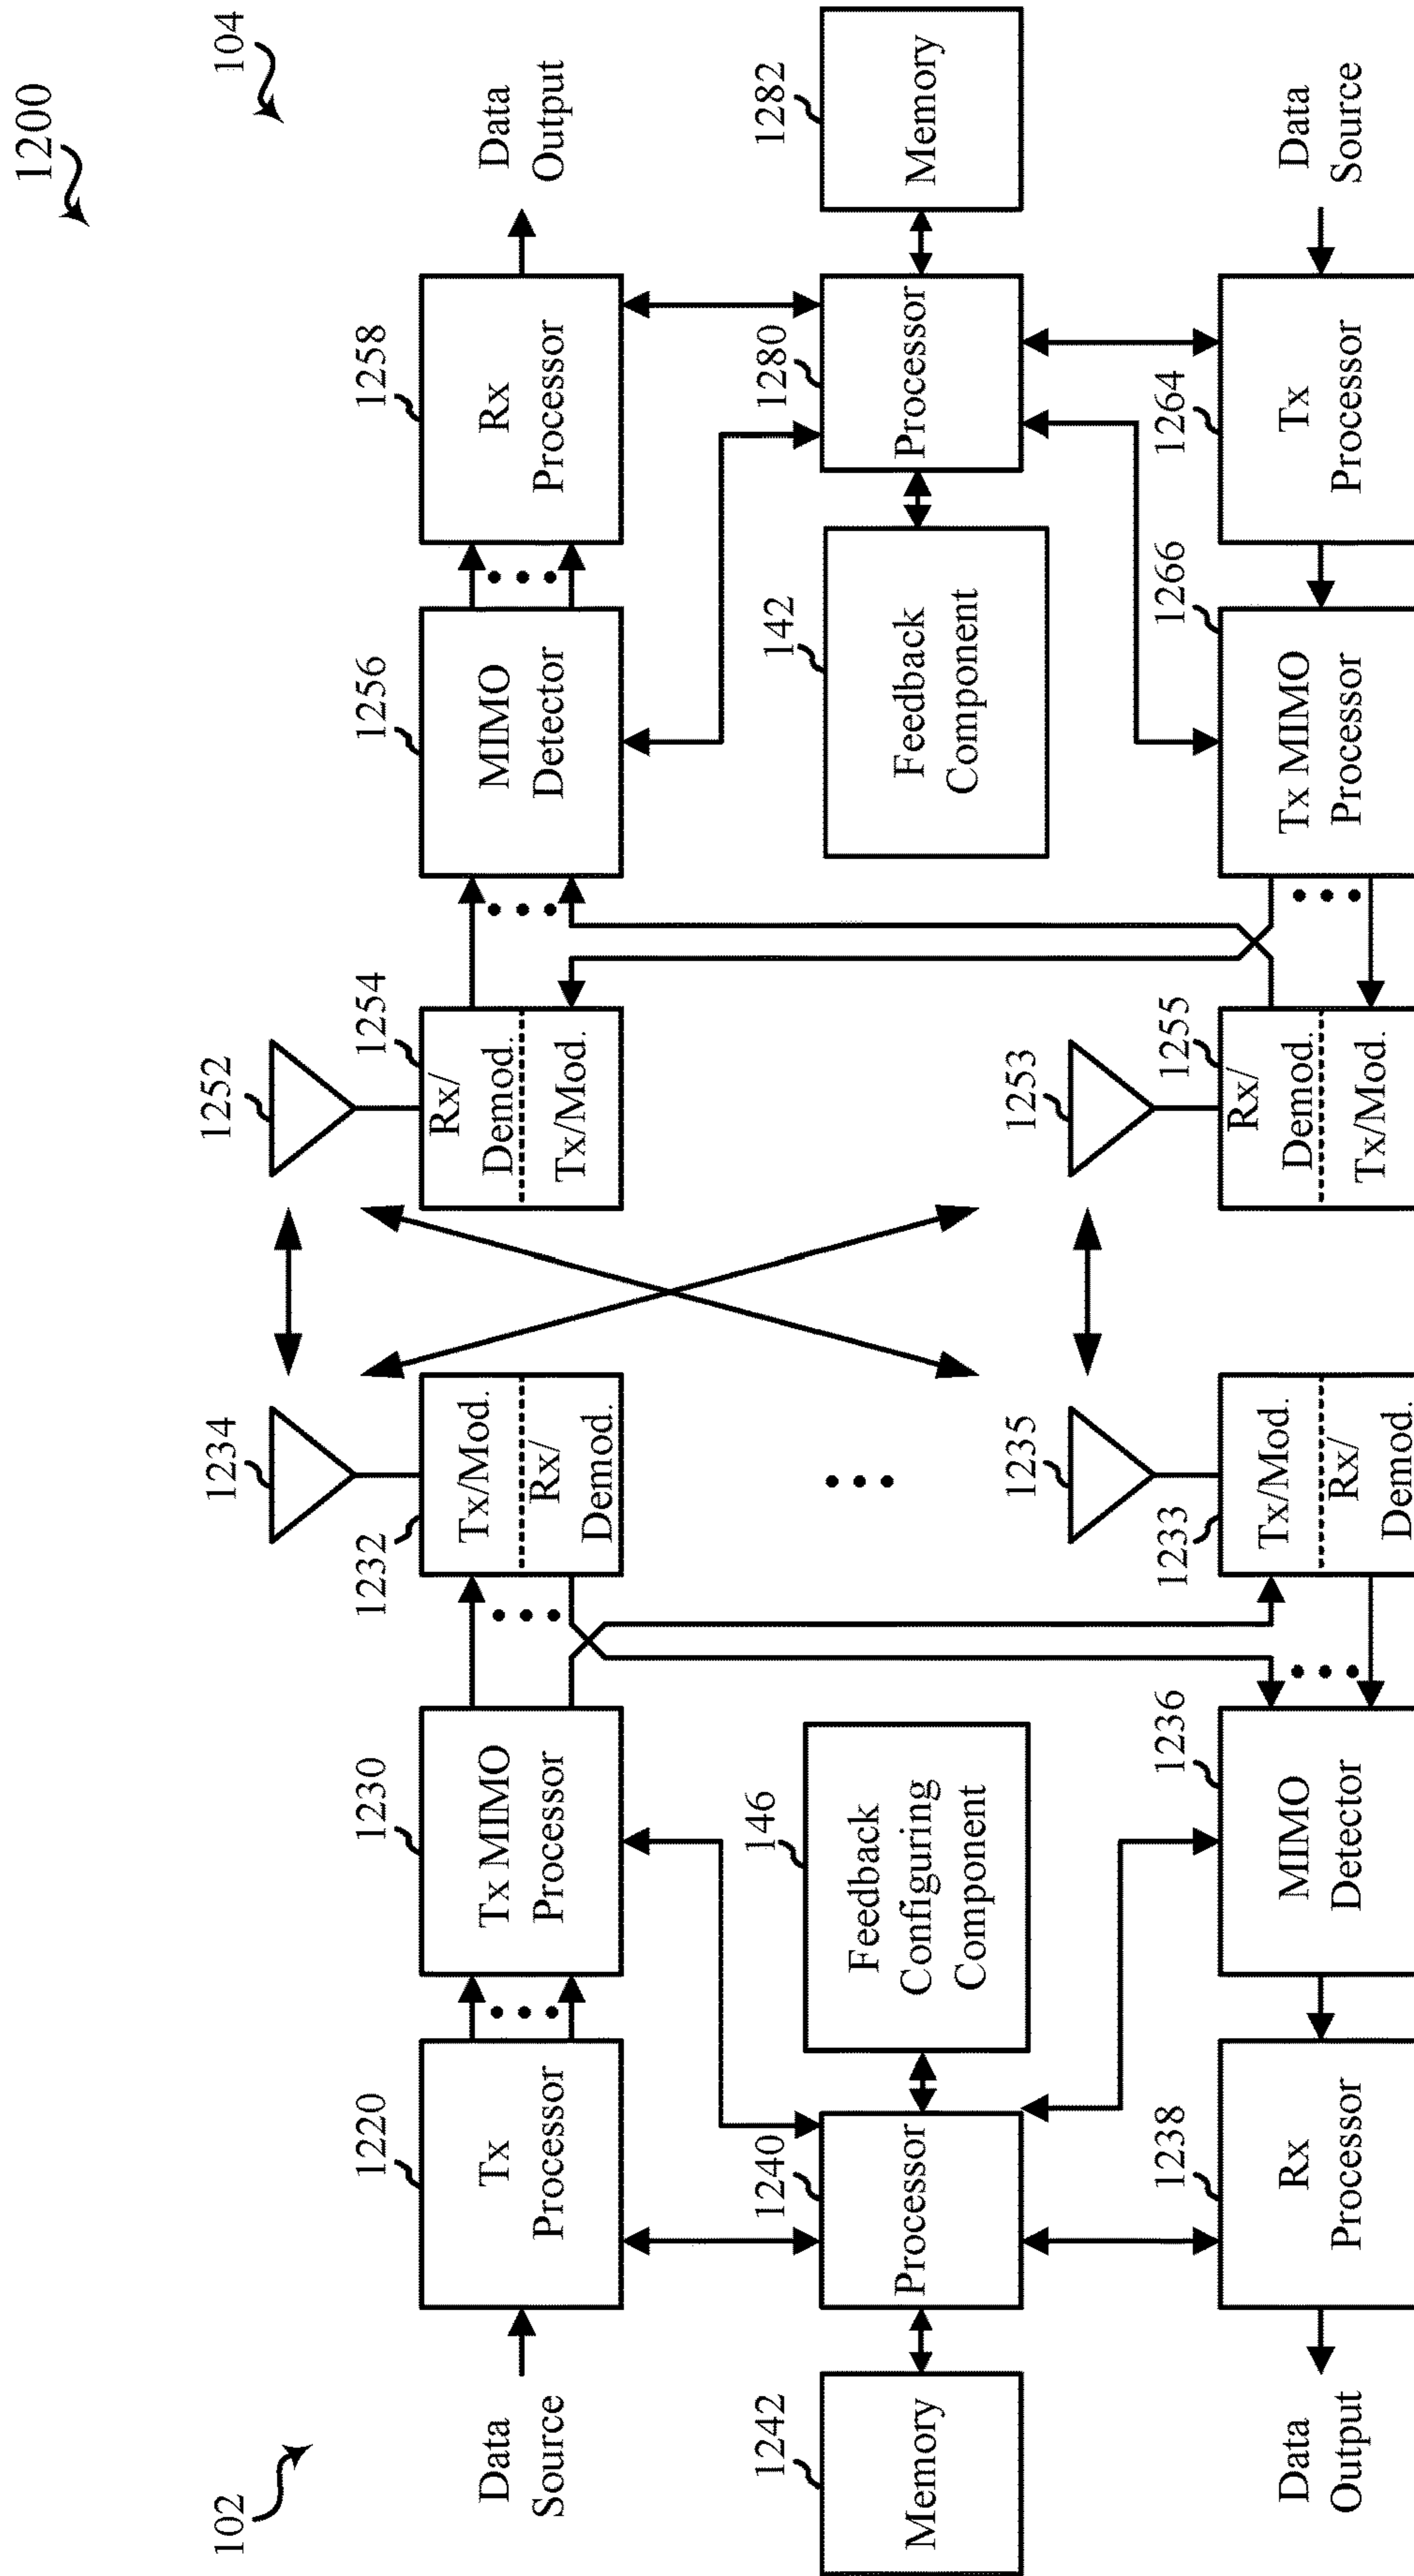 1200
102
104
1234
1252
1220
1230
1232
1254
1256
1258
Data
Source
Tx
Processor
Tx MIMO
Processor
Tx/Mod.
Rx/
Demod.
Rx/
Demod.
Tx/Mod.
MIMO
Detector
Rx
Processor
Data
Output
1242
Memory
1240
Processor
146
Feedback
Configuring
Component
142
Feedback
Component
1280
Processor
1282
Memory
1235
1253
1238
1236
1233
1255
1266
1264
Data
Output
Rx
Processor
MIMO
Detector
Tx/Mod.
Rx/
Demod.
Rx/
Demod.
Tx/Mod.
Tx MIMO
Processor
Tx
Processor
Data
Source